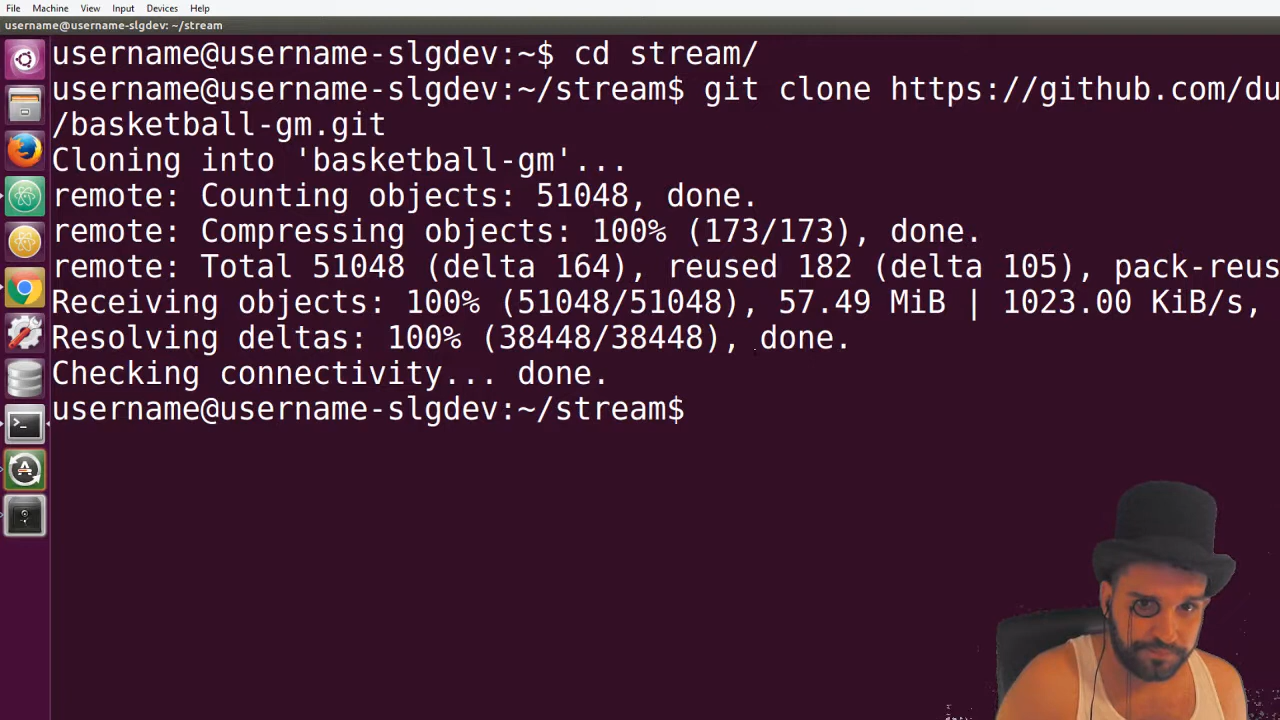 File Machine View Input Devices Help
username@username-slgdev: ~/stream
username@username-slgdev:~$ cd stream/
username@username-slgdev:~/stream$ git clone https://github.com/du
/basketball-gm.git
Cloning into 'basketball-gm'...
remote: Counting objects: 51048, done.
remote: Compressing objects: 100% (173/173), done.
remote: Total 51048 (delta 164), reused 182 (delta 105), pack-reus
Receiving objects: 100% (51048/51048), 57.49 MiB | 1023.00 KiB/s,
Resolving deltas: 100% (38448/38448), done.
Checking connectivity... done.
username@username-slgdev:~/stream$